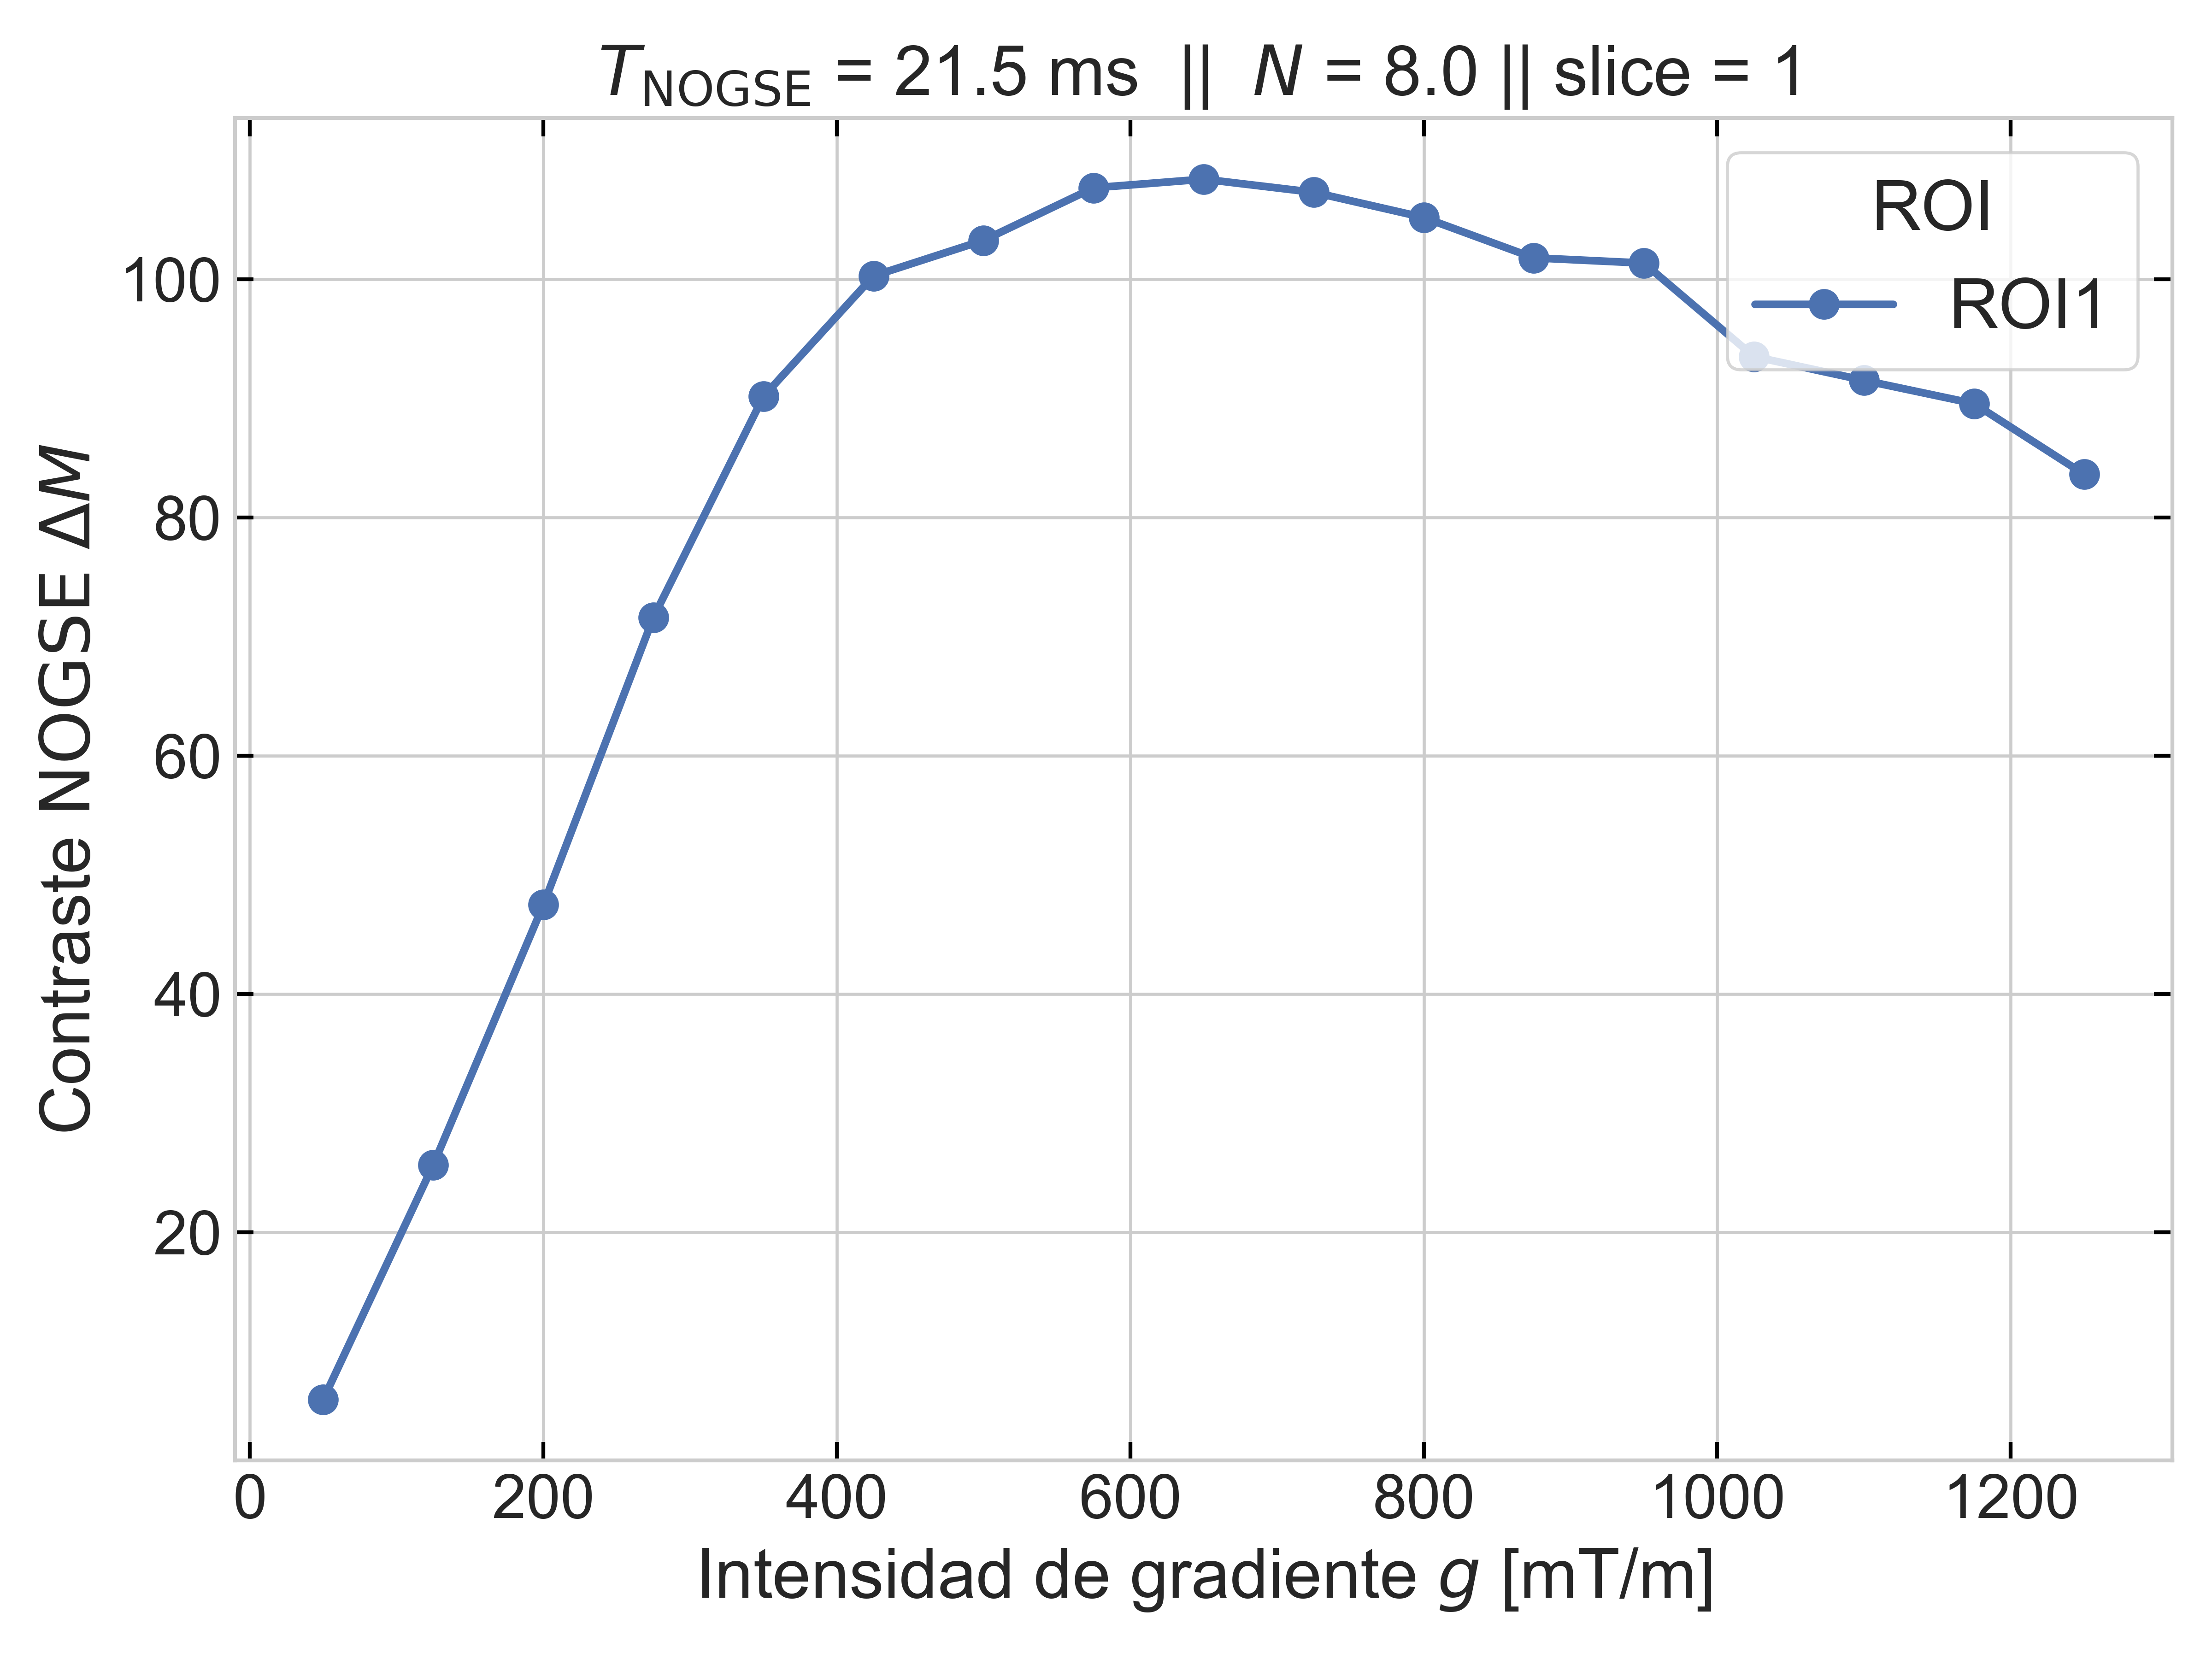 T_NOGSE = 21.5 ms || N = 8.0 || slice = 1
ROI
ROI1
100
80
60
40
20
Contraste NOGSE ΔM
0 200 400 600 800 1000 1200
Intensidad de gradiente g [mT/m]